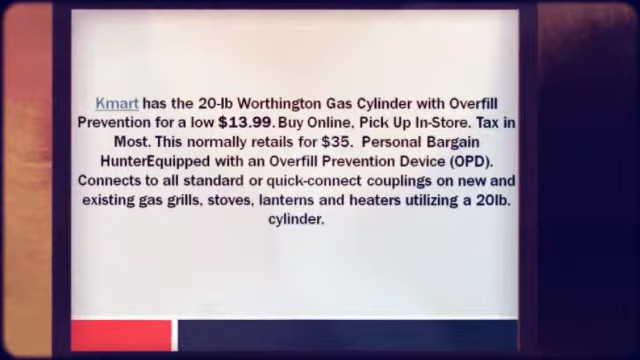 Kmart has the 20-lb Worthington Gas Cylinder with Overfill
Prevention for a low $13.99. Buy Online, Pick Up In-Store. Tax in
Most. This normally retails for $35. Personal Bargain
HunterEquipped with an Overfill Prevention Device (OPD).
Connects to all standard or quick-connect couplings on new and
existing gas grills, stoves, lanterns and heaters utilizing a 20lb.
cylinder.